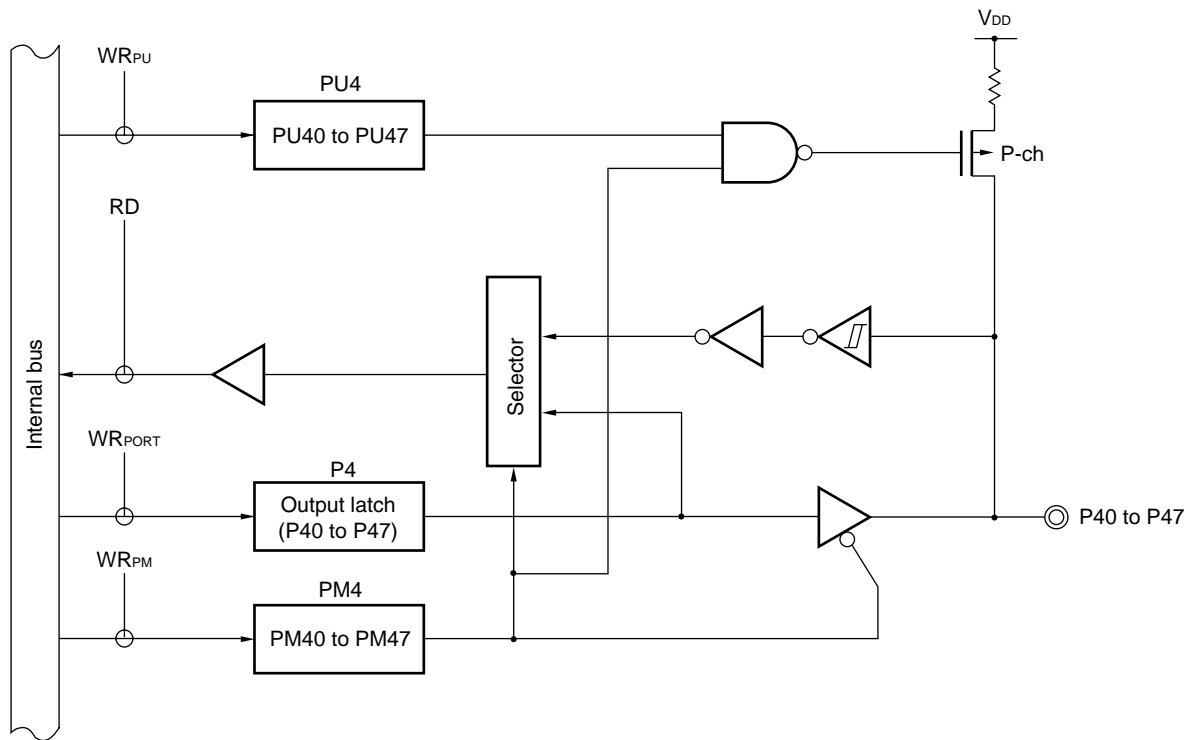 VDD
WRPU
PU4
PU40 to PU47
P-ch
RD
Internal bus
Selector
WRPORT
P4
Output latch
(P40 to P47)
P40 to P47
WRPM
PM4
PM40 to PM47